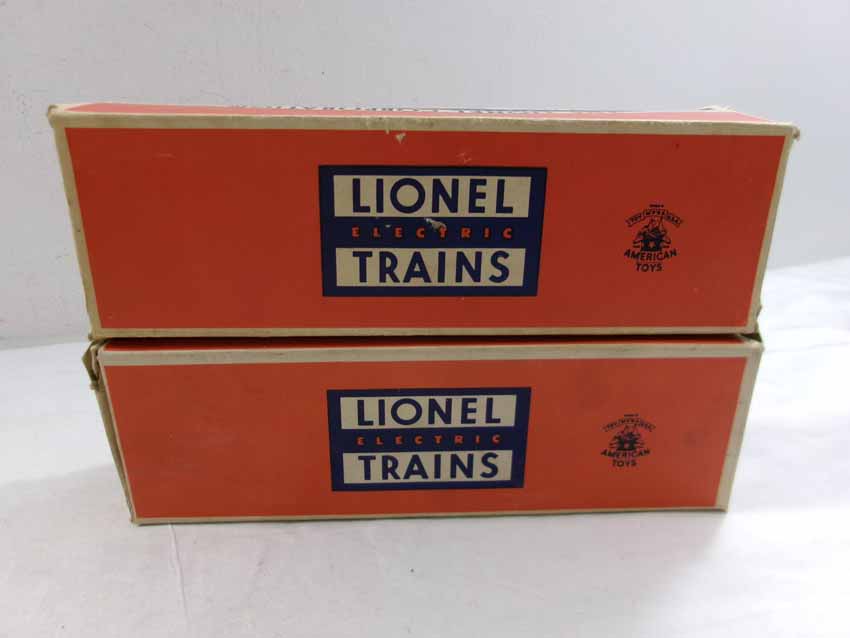 LIONEL
ELECTRIC
TRAINS
AMERICAN
TOYS
LIONEL
ELECTRIC
TRAINS
AMERICAN
TOYS